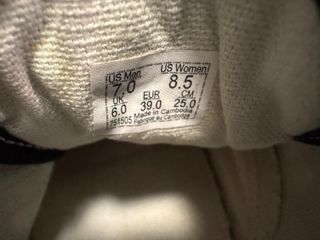 US Men US Women
7.0 8.5
UK EUR CM
6.0 39.0 25.0
Made in Cambodia
751505 Fabriqué au Cambodge